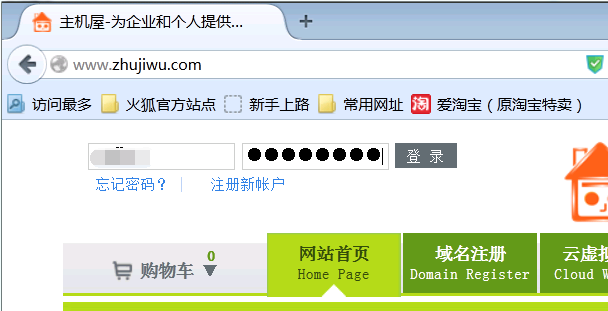 主机屋-为企业和个人提供...
www.zhujiwu.com
访问最多 火狐官方站点 新手上路 常用网址 淘 爱淘宝（原淘宝特卖）
登 录
忘记密码？ 注册新帐户
购物车 0
网站首页 域名注册 云虚拟
Home Page Domain Register Cloud W